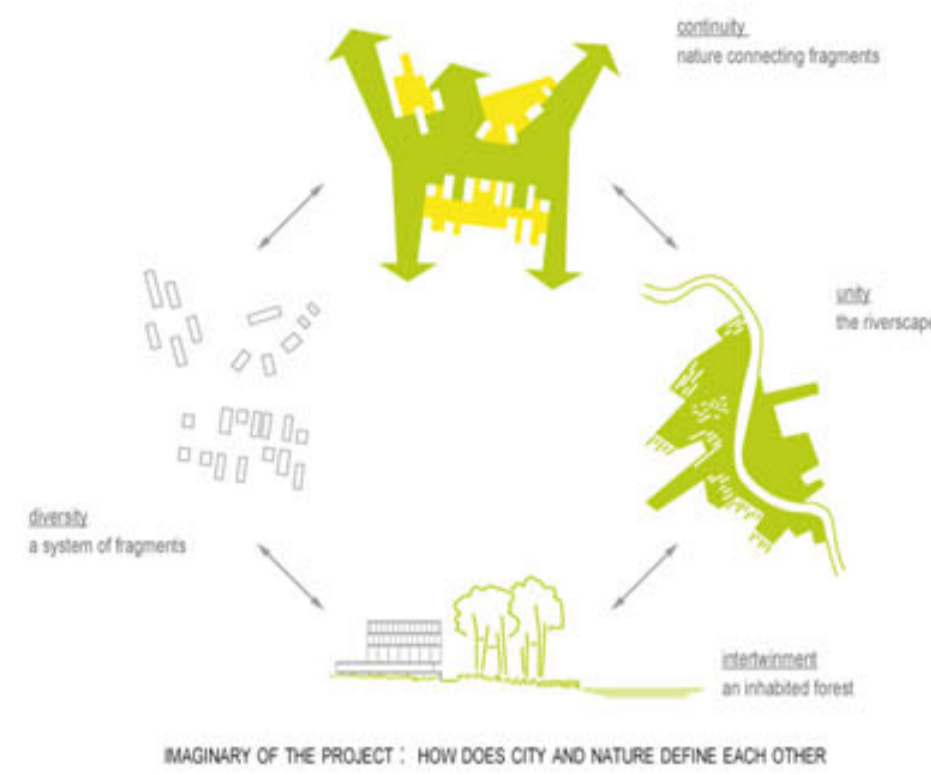 continuity
nature connecting fragments
unity
the riverscape
diversity
a system of fragments
intertwinment
an inhabited forest
IMAGINARY OF THE PROJECT : HOW DOES CITY AND NATURE DEFINE EACH OTHER